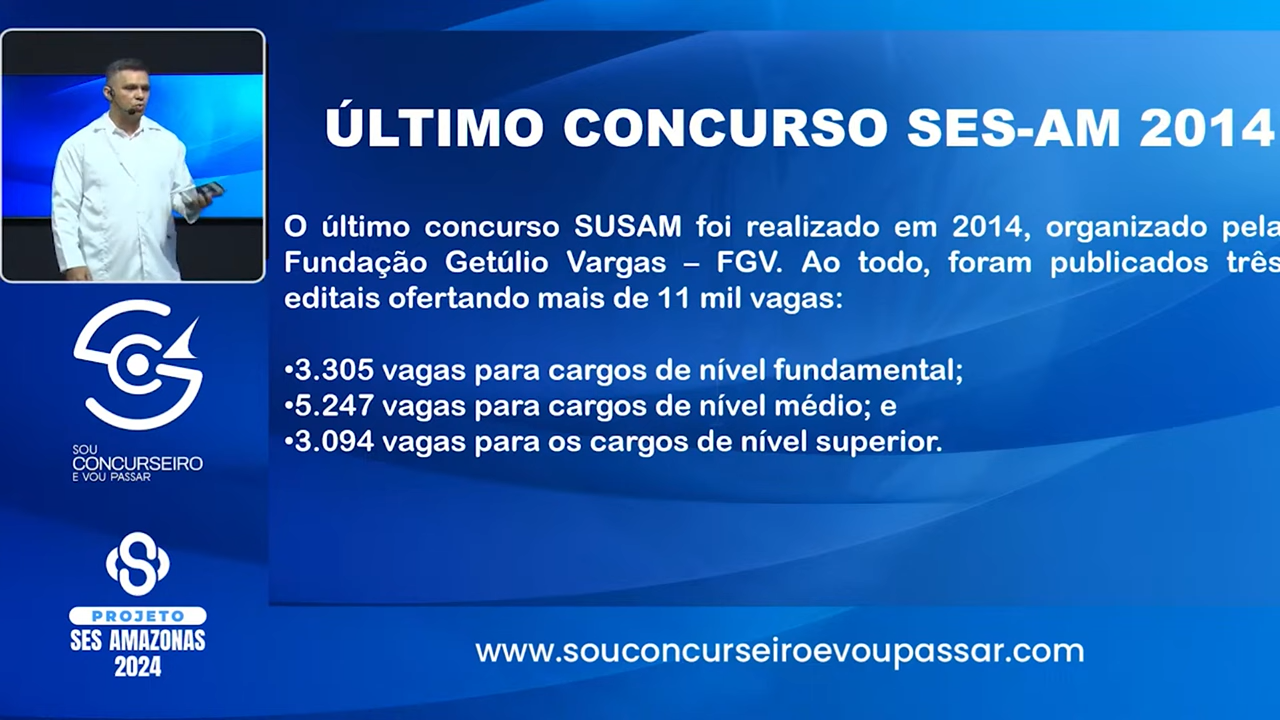 ÚLTIMO CONCURSO SES-AM 2014
O último concurso SUSAM foi realizado em 2014, organizado pela
Fundação Getúlio Vargas – FGV. Ao todo, foram publicados três
editais ofertando mais de 11 mil vagas:
•3.305 vagas para cargos de nível fundamental;
•5.247 vagas para cargos de nível médio; e
•3.094 vagas para os cargos de nível superior.
SOU
CONCURSEIRO
E VOU PASSAR
PROJETO
SES AMAZONAS
2024
www.souconcurseiroevoupassar.com